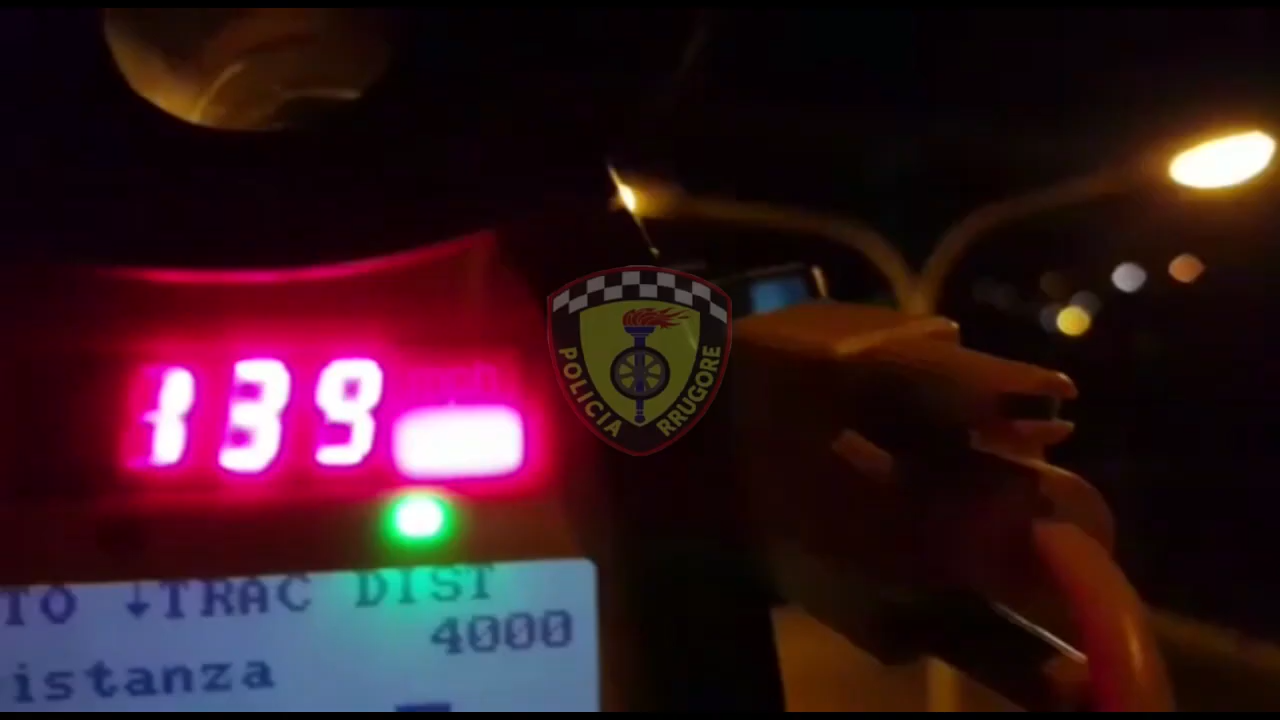 139
POLICIA RRUGORE
TO ↓TRAC DIST
4000
istanza